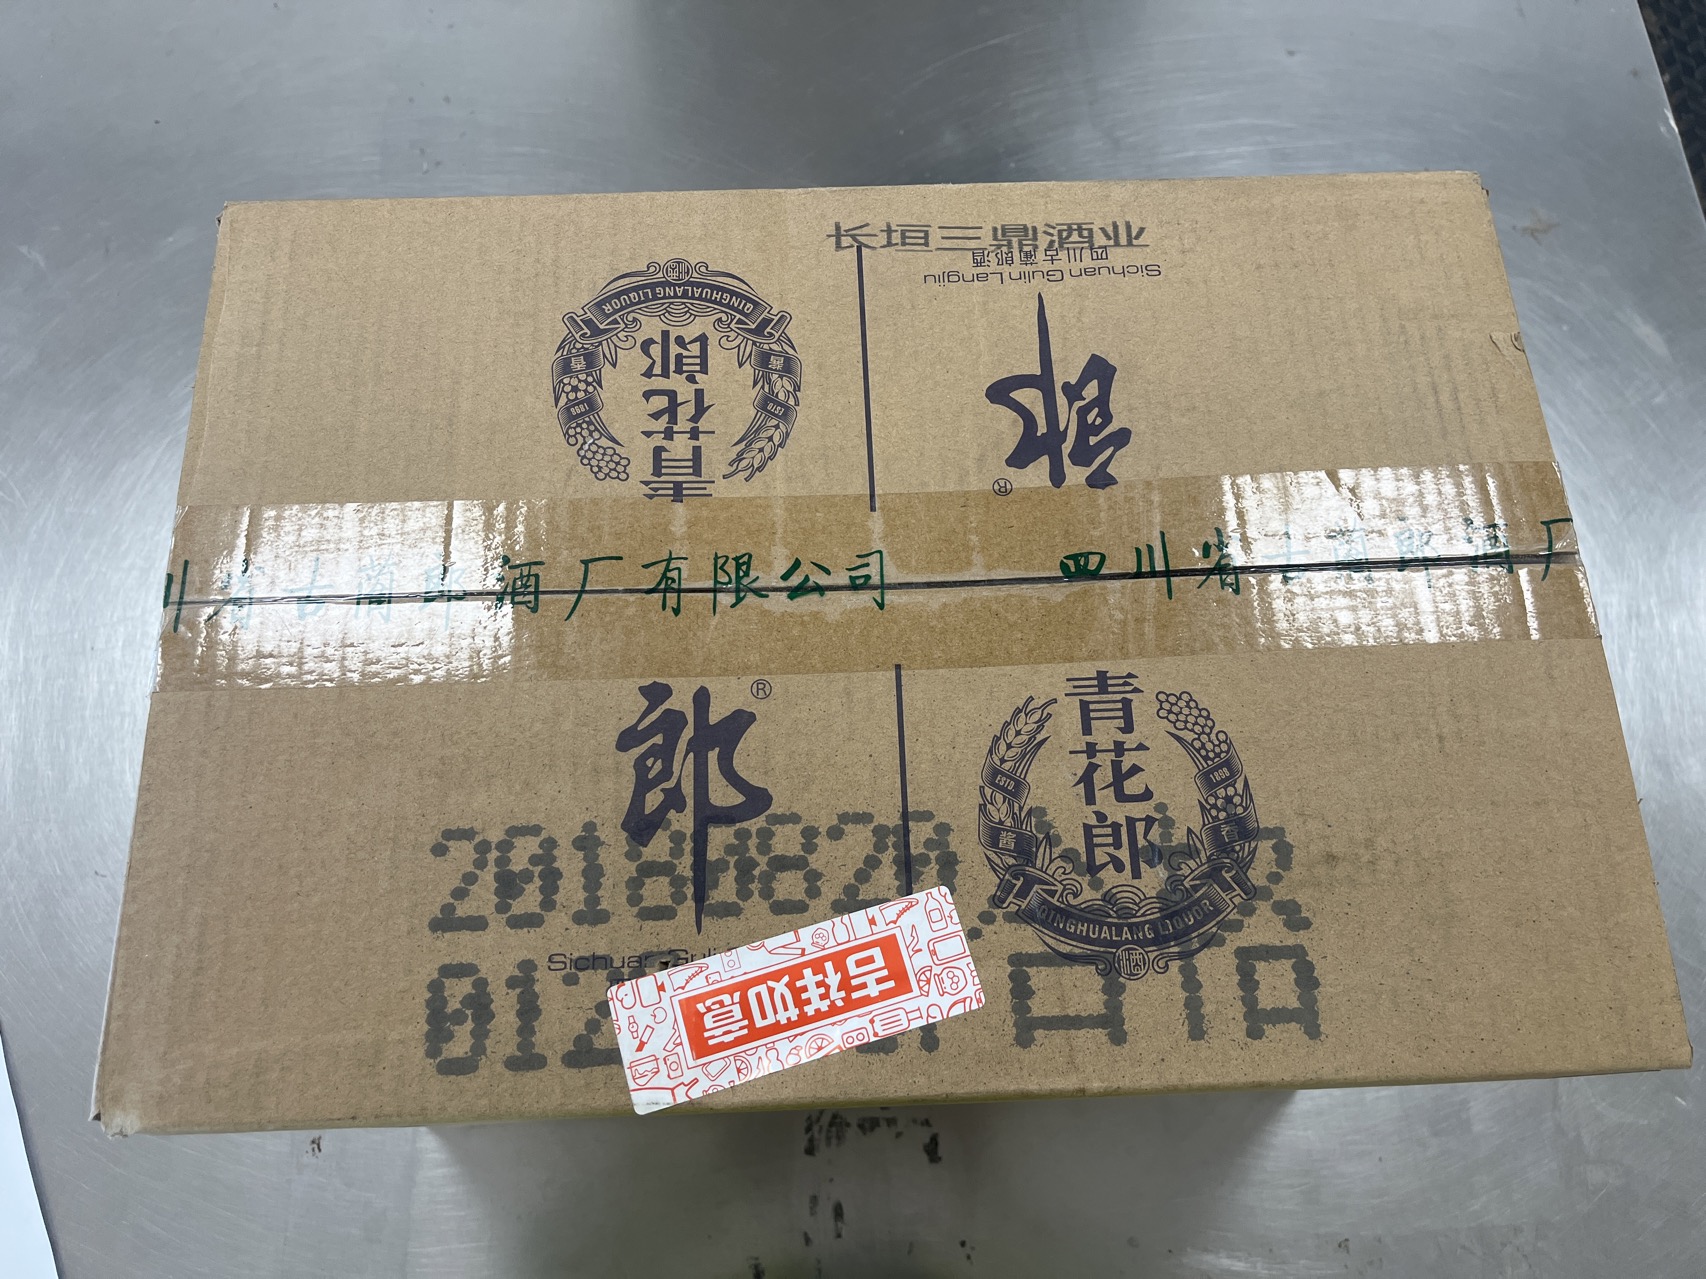 长垣三鼎酒业
四川古蔺郎酒
Sichuan Gulin Langjiu
郎®
QINGHUALANG LIQUOR
青花郎
酱
香
ESTD.
1898
川省古蔺郎酒厂有限公司
四川省古蔺郎酒厂
郎®
青花郎
ESTD.
1898
酱
香
QINGHUALANG LIQUOR
20180620
Sichuan
012
吉祥如意